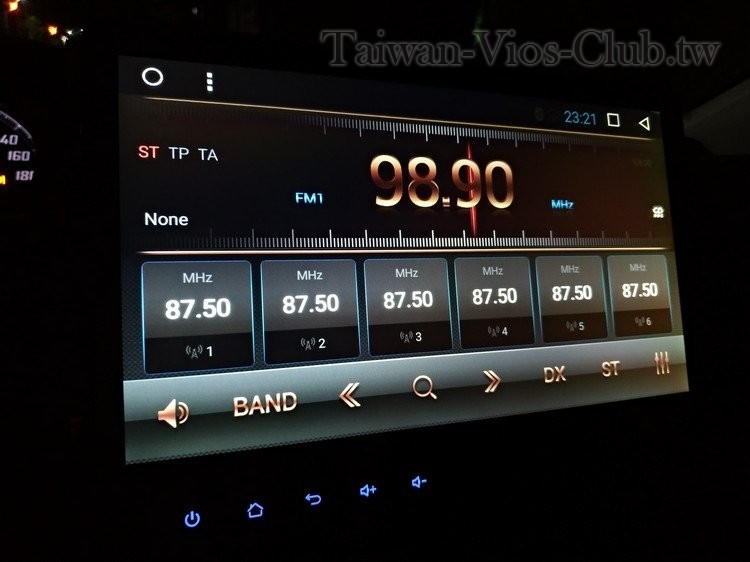 Taiwan-Vios-Club.tw
23:21
40
160
181
ST TP TA
98.90
FM1
MHz
None
MHz MHz MHz MHz MHz MHz
87.50 87.50 87.50 87.50 87.50 87.50
1 2 3 4 5 6
BAND DX ST